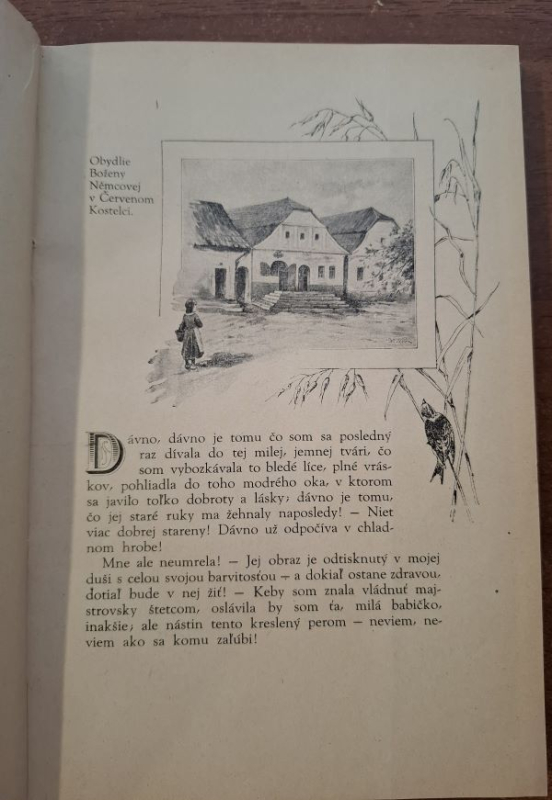 Obydlie
Boženy
Němcovej
v Červenom
Kostelci.
Dávno, dávno je tomu čo som sa posledný
raz dívala do tej milej, jemnej tvári, čo
som vybozkávala to bledé líce, plné vrás-
kov, pohliadla do toho modrého oka, v ktorom
sa javilo toľko dobroty a lásky; dávno je tomu,
čo jej staré ruky ma žehnaly naposledy! — Niet
viac dobrej stareny! Dávno už odpočíva v chlad-
nom hrobe!
Mne ale neumrela! — Jej obraz je odtisknutý v mojej
duši s celou svojou barvitosťou — a dokiaľ ostane zdravou,
dotiaľ bude v nej žiť! — Keby som znala vládnuť maj-
strovsky štetcom, oslávila by som ťa, milá babičko,
inakšie; ale nástin tento kreslený perom — neviem, ne-
viem ako sa komu zaľúbi!